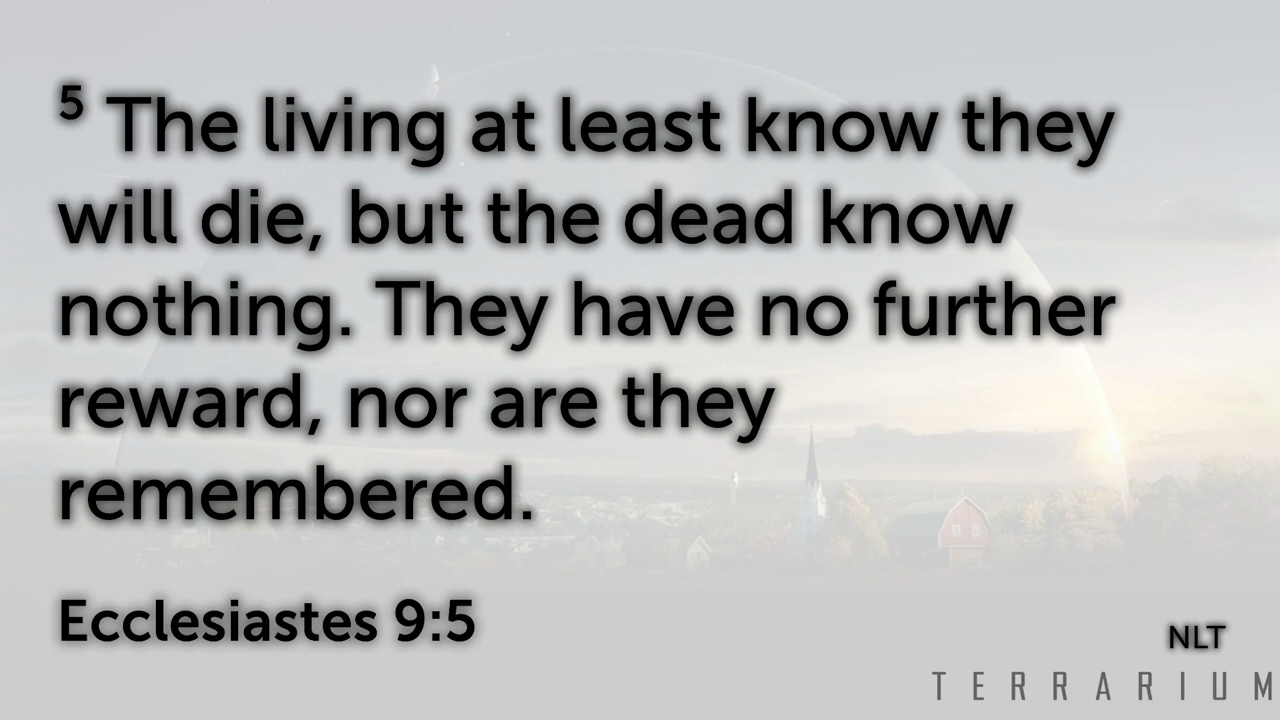 5 The living at least know they
will die, but the dead know
nothing. They have no further
reward, nor are they
remembered.
Ecclesiastes 9:5
NLT
TERRARIUM